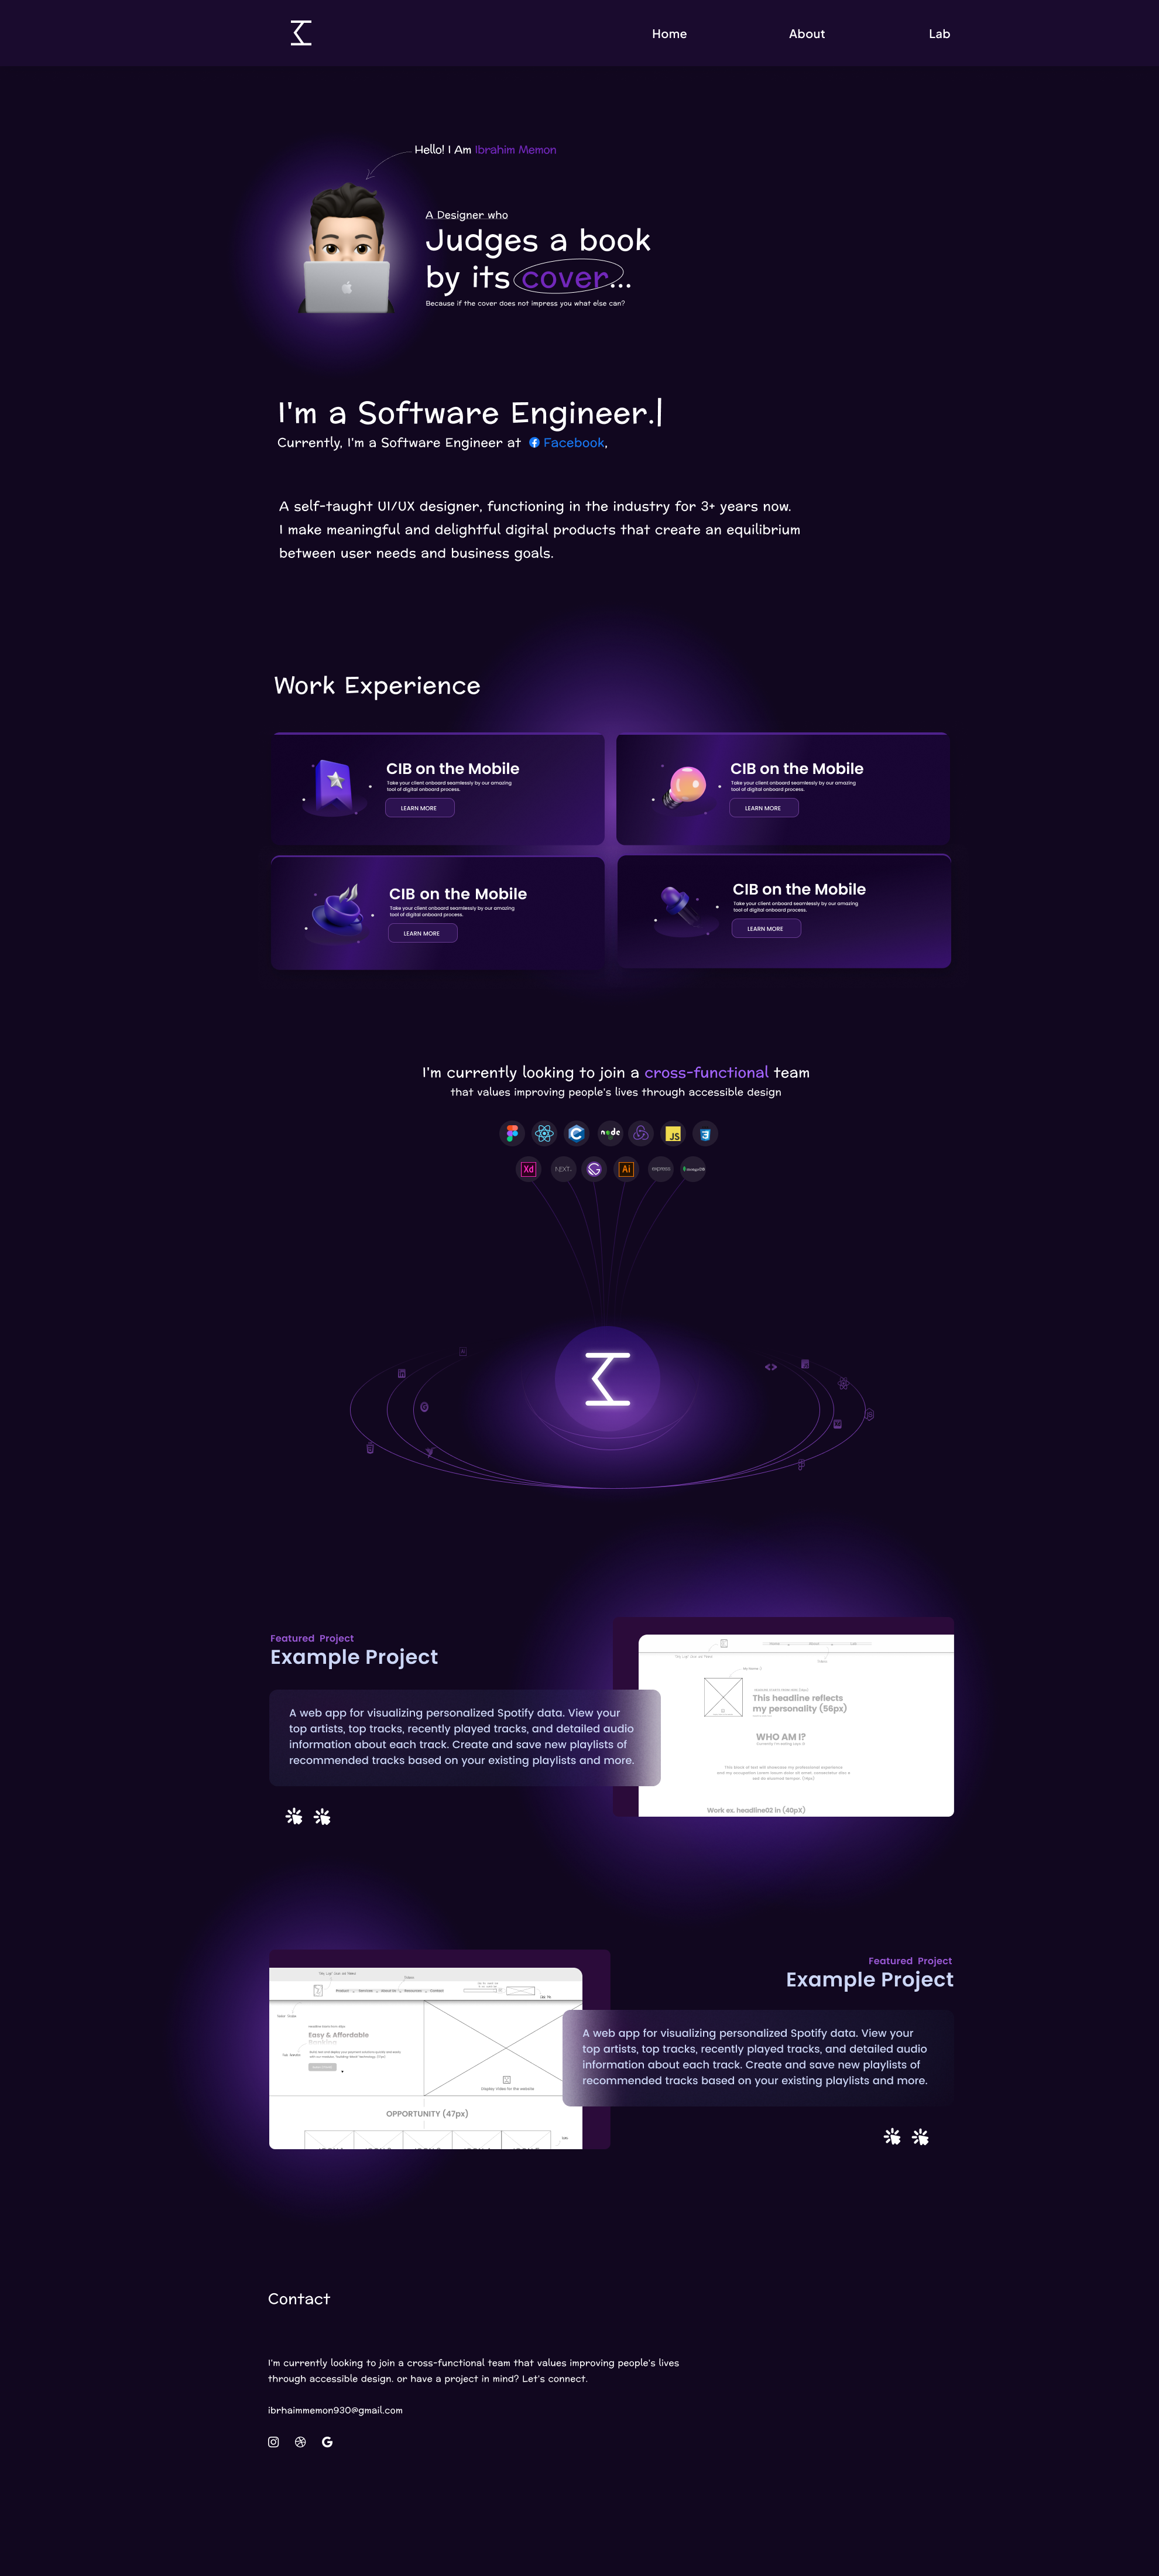 Home About Lab
Hello! I Am Ibrahim Memon
A Designer who
Judges a book
by its cover...
Because if the cover does not impress you what else can?
I'm a Software Engineer.|
Currently, I'm a Software Engineer at Facebook,
A self-taught UI/UX designer, functioning in the industry for 3+ years now.
I make meaningful and delightful digital products that create an equilibrium
between user needs and business goals.
Work Experience
CIB on the Mobile
Take your client onboard seamlessly by our amazing
tool of digital onboard process.
LEARN MORE
CIB on the Mobile
Take your client onboard seamlessly by our amazing
tool of digital onboard process.
LEARN MORE
CIB on the Mobile
Take your client onboard seamlessly by our amazing
tool of digital onboard process.
LEARN MORE
CIB on the Mobile
Take your client onboard seamlessly by our amazing
tool of digital onboard process.
LEARN MORE
I'm currently looking to join a cross-functional team
that values improving people's lives through accessible design
C node JS 3
Xd NEXT. G Ai express mongoDB
Featured Project
Example Project
A web app for visualizing personalized Spotify data. View your
top artists, top tracks, recently played tracks, and detailed audio
information about each track. Create and save new playlists of
recommended tracks based on your existing playlists and more.
This headline reflects
my personality (56px)
WHO AM I?
Work ex. headline02 in (40pX)
Featured Project
Example Project
A web app for visualizing personalized Spotify data. View your
top artists, top tracks, recently played tracks, and detailed audio
information about each track. Create and save new playlists of
recommended tracks based on your existing playlists and more.
Easy & Affordable
Display Video for the website
OPPORTUNITY (47px)
Contact
I'm currently looking to join a cross-functional team that values improving people's lives
through accessible design. or have a project in mind? Let's connect.
ibrhaimmemon930@gmail.com